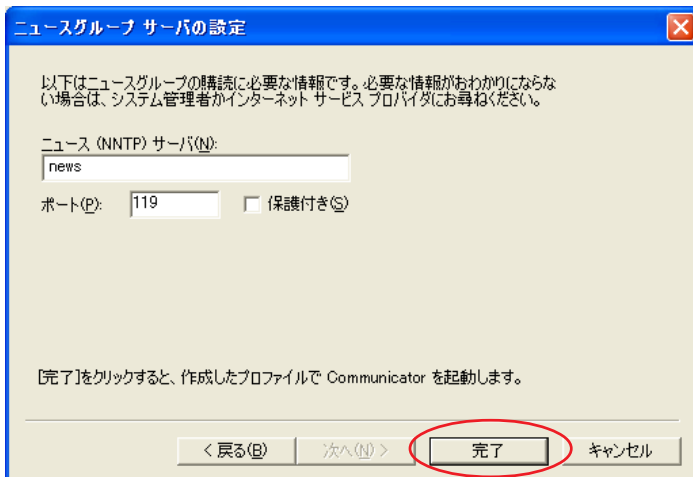 ニュースグループ サーバの設定
以下はニュースグループの購読に必要な情報です。必要な情報がおわかりにならな
い場合は、システム管理者かインターネット サービス プロバイダにお尋ねください。
ニュース (NNTP) サーバ(N):
news
ポート(P): 119 保護付き(S)
[完了]をクリックすると、作成したプロファイルで Communicator を起動します。
< 戻る(B) 次へ(N) > 完了 キャンセル